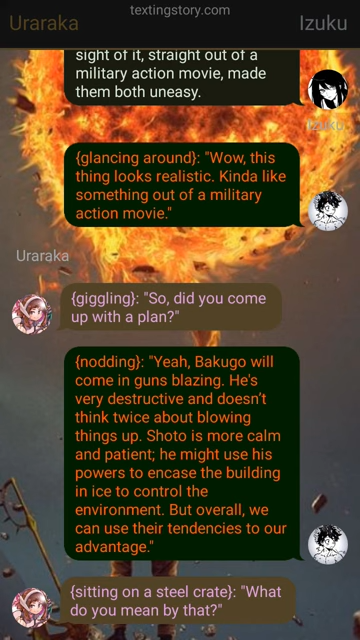 textingstory.com
Uraraka
Izuku
sight of it, straight out of a
military action movie, made
them both uneasy.
Izuku
{glancing around}: "Wow, this
thing looks realistic. Kinda like
something out of a military
action movie."
Uraraka
{giggling}: "So, did you come
up with a plan?"
{nodding}: "Yeah, Bakugo will
come in guns blazing. He's
very destructive and doesn't
think twice about blowing
things up. Shoto is more calm
and patient; he might use his
powers to encase the building
in ice to control the
environment. But overall, we
can use their tendencies to our
advantage."
{sitting on a steel crate}: "What
do you mean by that?"